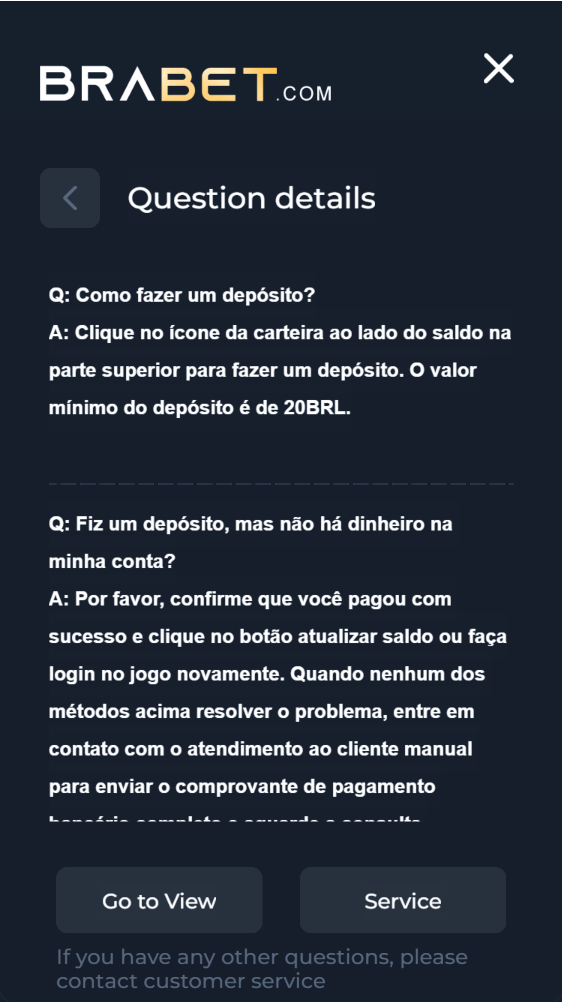 BRABET.COM
Question details
Q: Como fazer um depósito?
A: Clique no ícone da carteira ao lado do saldo na
parte superior para fazer um depósito. O valor
mínimo do depósito é de 20BRL.
Q: Fiz um depósito, mas não há dinheiro na
minha conta?
A: Por favor, confirme que você pagou com
sucesso e clique no botão atualizar saldo ou faça
login no jogo novamente. Quando nenhum dos
métodos acima resolver o problema, entre em
contato com o atendimento ao cliente manual
para enviar o comprovante de pagamento
Go to View
Service
If you have any other questions, please
contact customer service